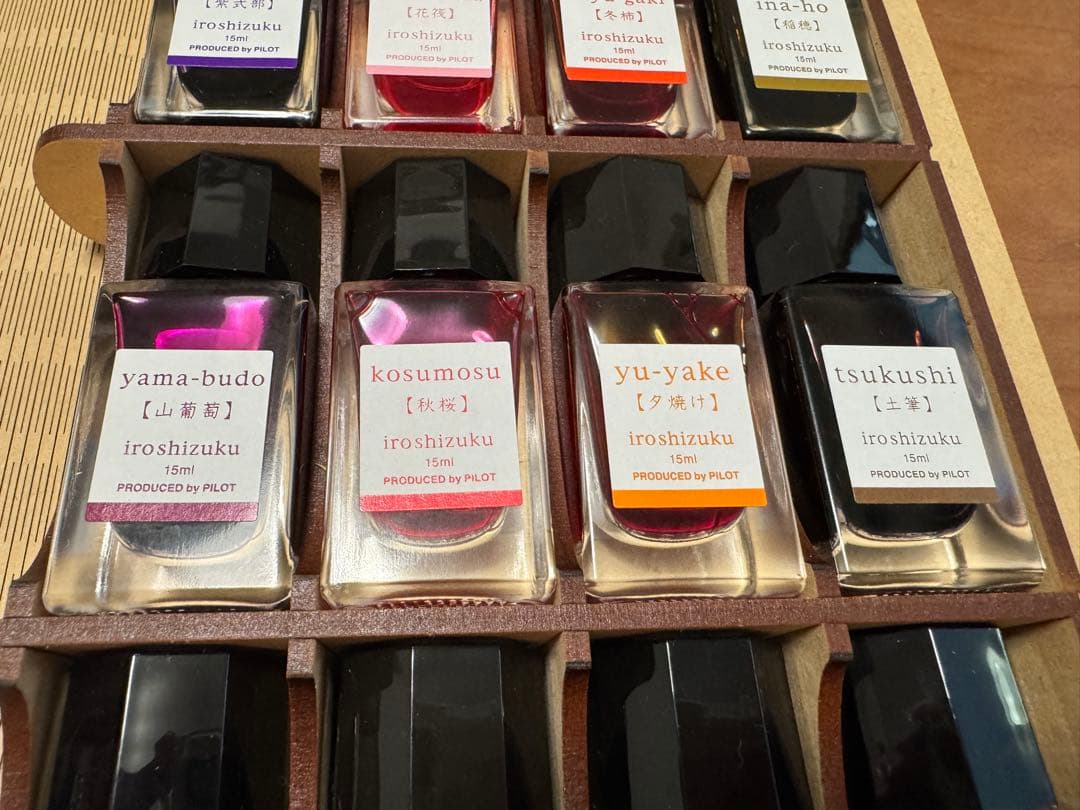 【紫式部】
iroshizuku
15ml
PRODUCED by PILOT
【花筏】
iroshizuku
15ml
PRODUCED by PILOT
【冬柿】
iroshizuku
15ml
PRODUCED by PILOT
ina-ho
【稲穂】
iroshizuku
15ml
PRODUCED by PILOT
yama-budo
【山葡萄】
iroshizuku
15ml
PRODUCED by PILOT
kosumosu
【秋桜】
iroshizuku
15ml
PRODUCED by PILOT
yu-yake
【夕焼け】
iroshizuku
15ml
PRODUCED by PILOT
tsukushi
【土筆】
iroshizuku
15ml
PRODUCED by PILOT